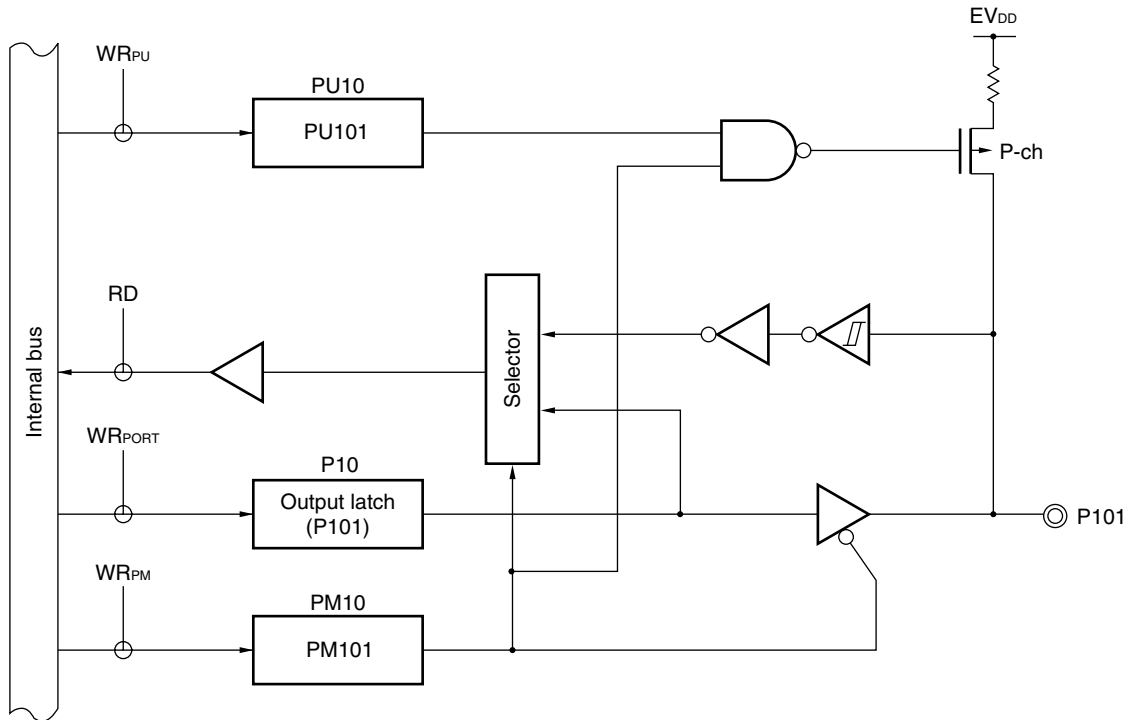 EVDD
WRPU
PU10
PU101
P-ch
RD
Selector
Internal bus
WRPORT
P10
Output latch
(P101)
P101
WRPM
PM10
PM101